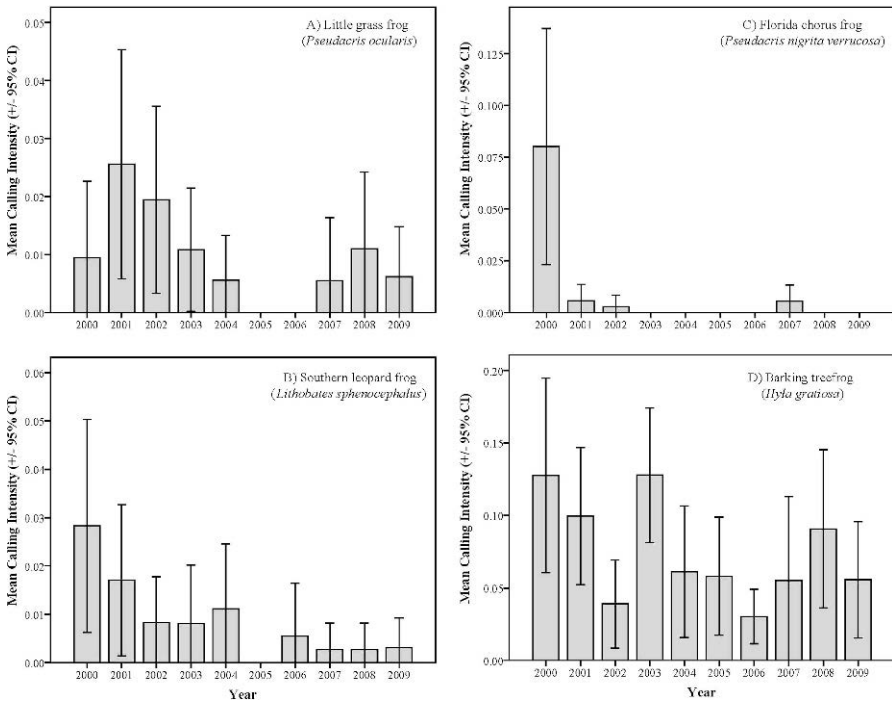 A) Little grass frog
(Pseudacris ocularis)
Mean Calling Intensity (+/- 95% CI)
0.05
0.04
0.03
0.02
0.01
0.00
2000 2001 2002 2003 2004 2005 2006 2007 2008 2009
B) Southern leopard frog
(Lithobates sphenocephalus)
Mean Calling Intensity (+/- 95% CI)
0.06
0.05
0.04
0.03
0.02
0.01
0.00
2000 2001 2002 2003 2004 2005 2006 2007 2008 2009
Year
C) Florida chorus frog
(Pseudacris nigrita verrucosa)
Mean Calling Intensity (+/- 95% CI)
0.125
0.100
0.075
0.050
0.025
0.000
2000 2001 2002 2003 2004 2005 2006 2007 2008 2009
D) Barking treefrog
(Hyla gratiosa)
Mean Calling Intensity (+/- 95% CI)
0.20
0.15
0.10
0.05
0.00
2000 2001 2002 2003 2004 2005 2006 2007 2008 2009
Year